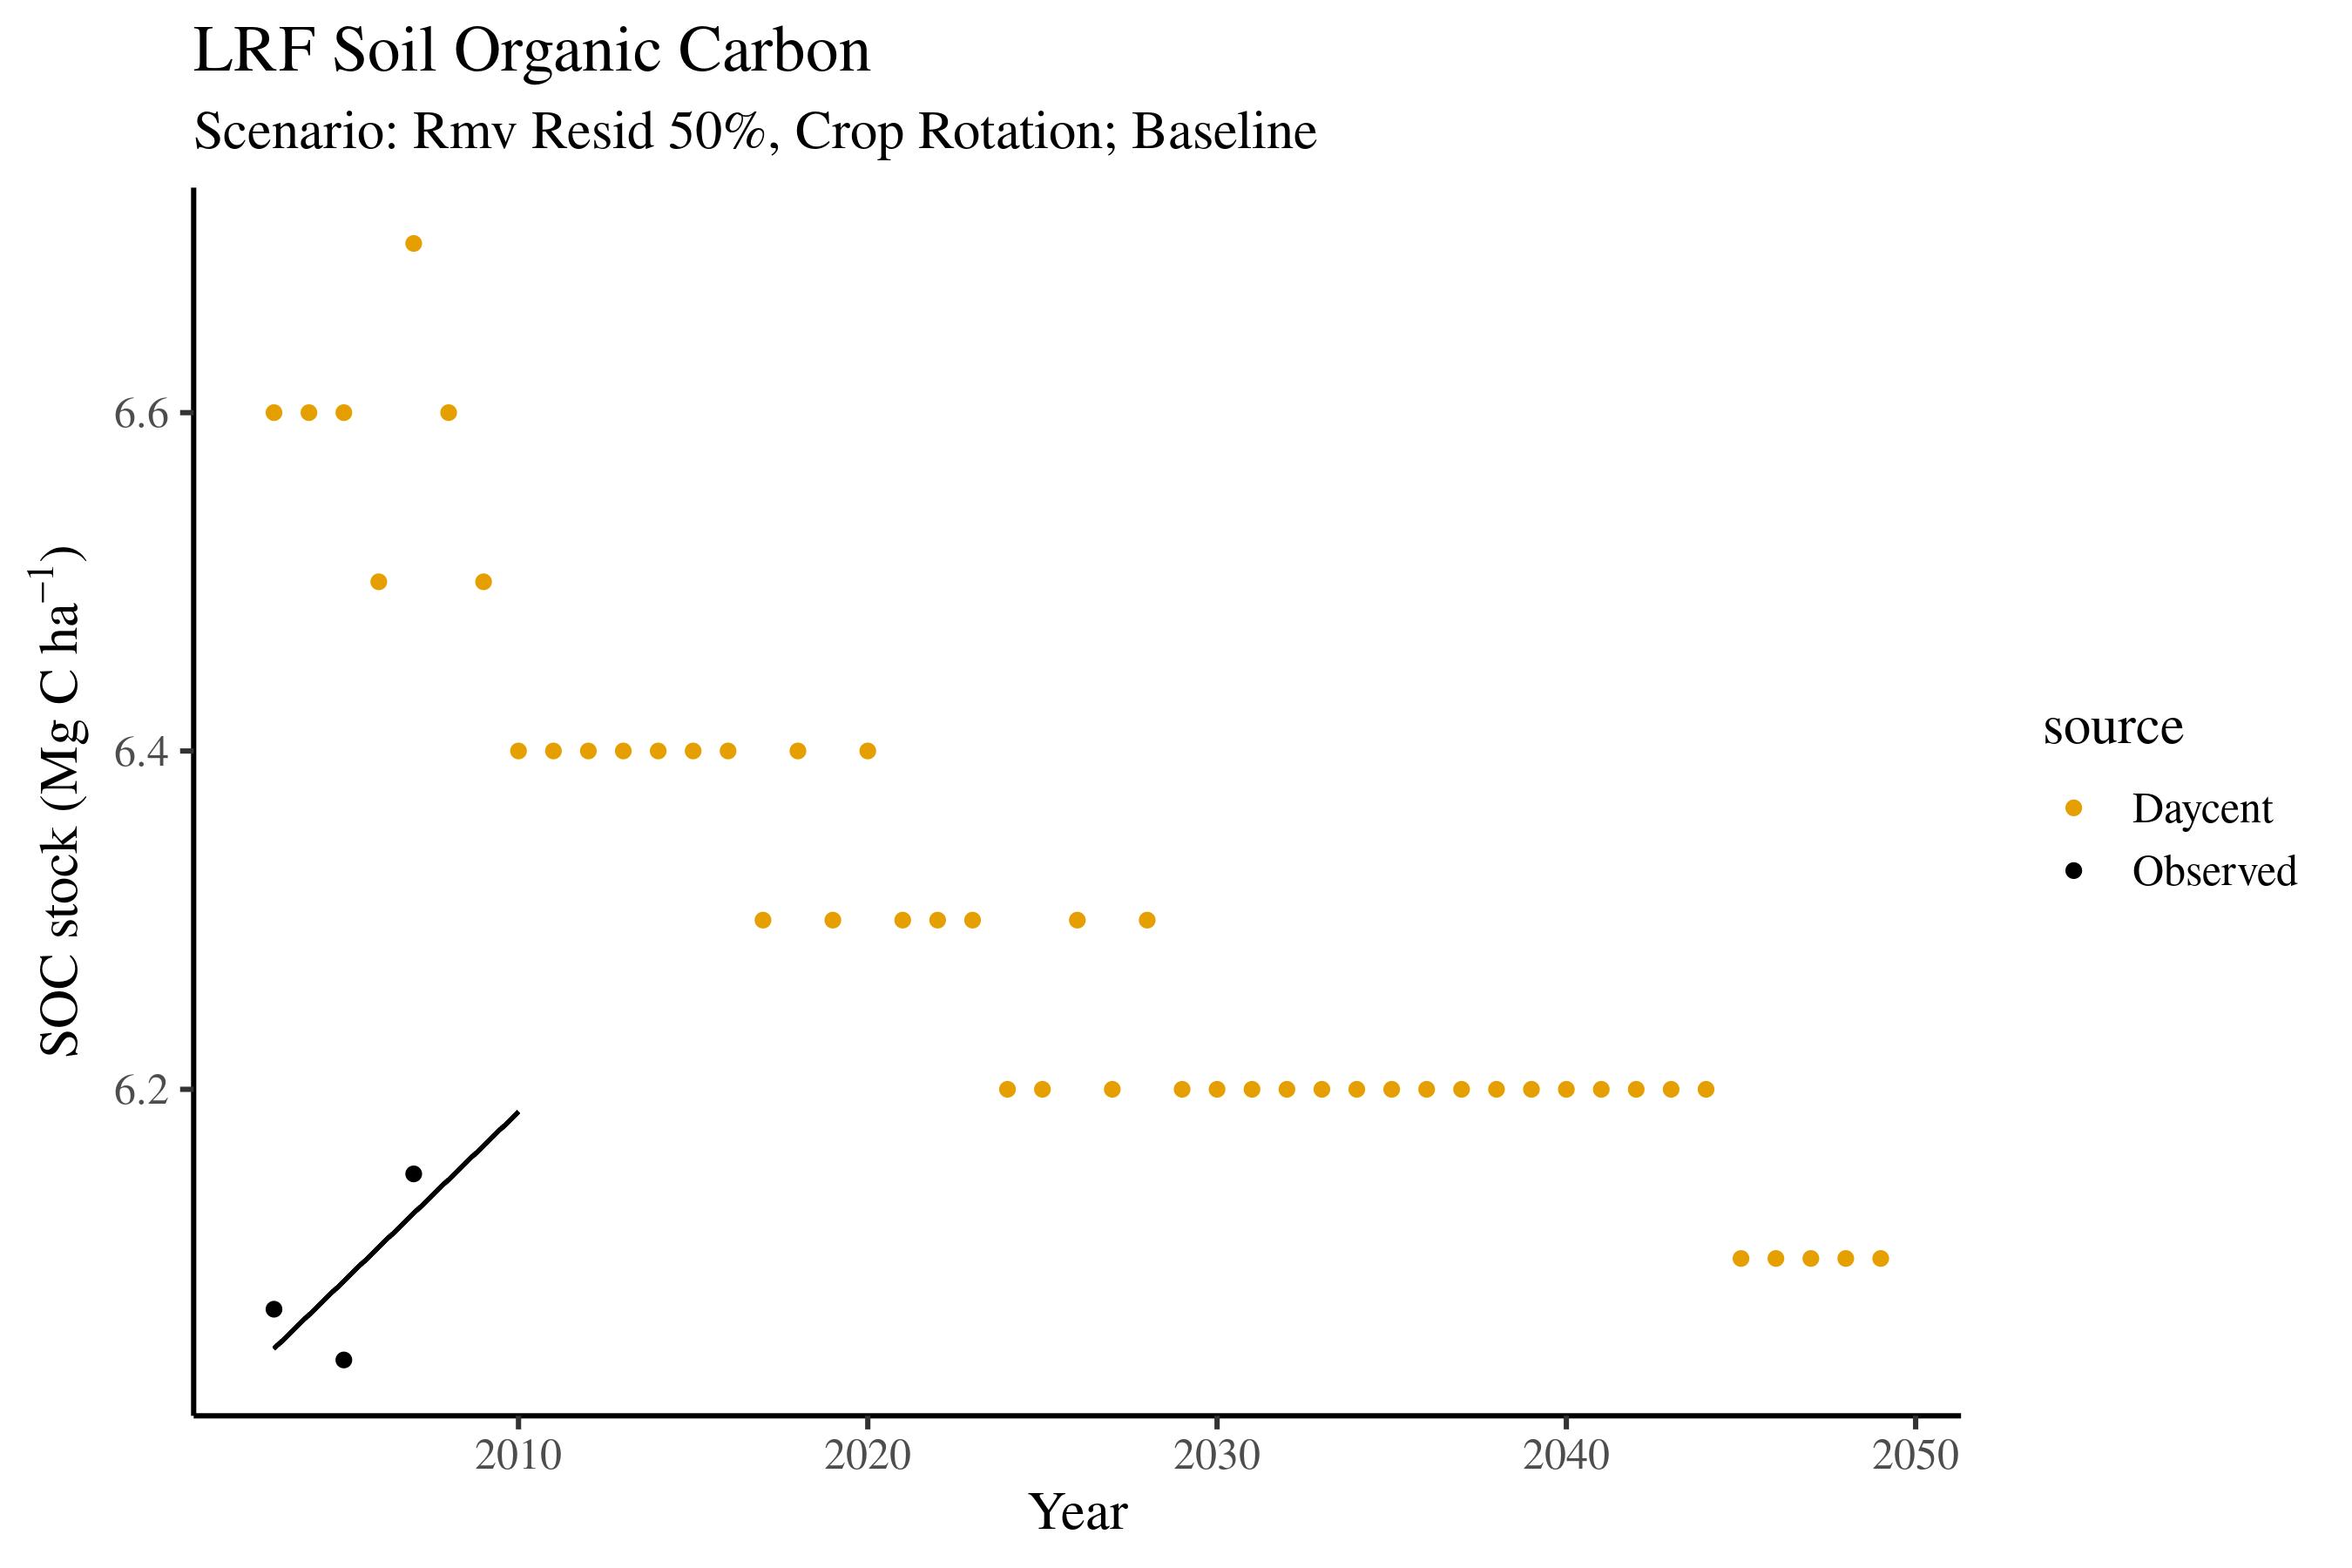 LRF Soil Organic Carbon
Scenario: Rmv Resid 50%, Crop Rotation; Baseline
SOC stock (Mg C ha⁻¹)
6.6
6.4
6.2
2010 2020 2030 2040 2050
Year
source
Daycent
Observed